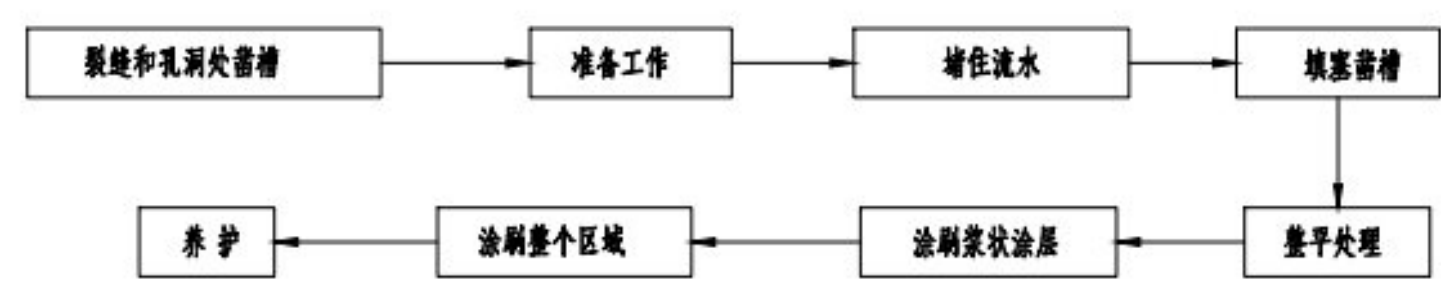 裂缝和孔洞处凿槽
准备工作
堵住流水
填塞凿槽
整平处理
涂刷浆状涂层
涂刷整个区域
养护